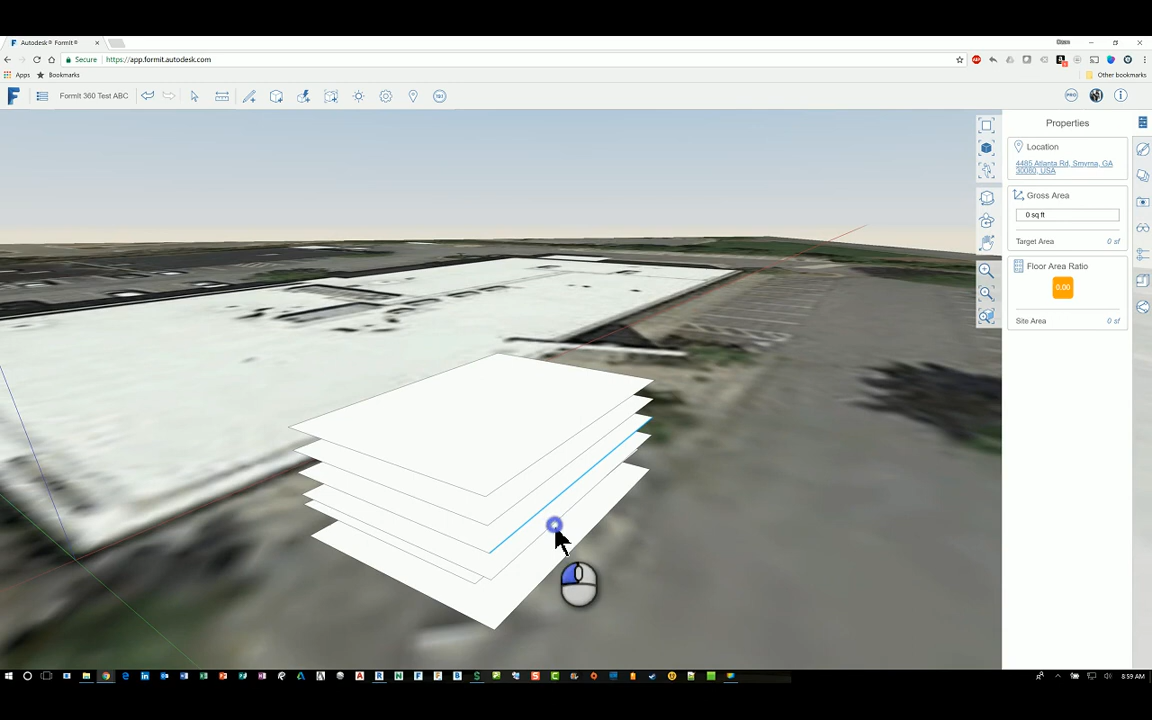 Autodesk® FormIt®
Secure
https://app.formit.autodesk.com
Apps
Bookmarks
Other bookmarks
FormIt 360 Test ABC
PRO
Properties
Location
4485 Atlanta Rd, Smyrna, GA
30080, USA
Gross Area
0 sq ft
Target Area
0 sf
Floor Area Ratio
0.00
Site Area
0 sf
8:59 AM